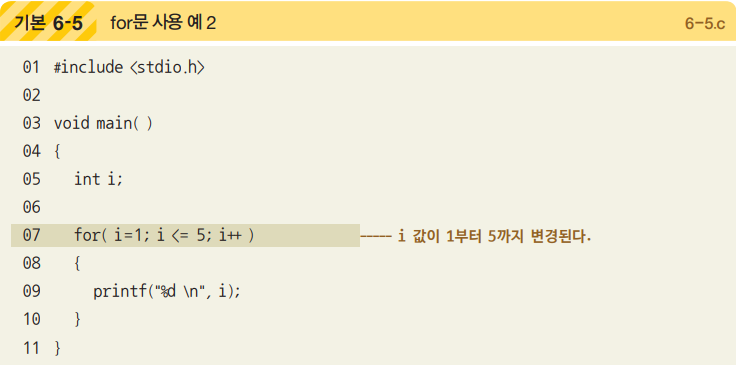 기본 6-5 for문 사용 예 2 6-5.c
01 #include <stdio.h>
02
03 void main( )
04 {
05 int i;
06
07 for( i=1; i <= 5; i++ ) ----- i 값이 1부터 5까지 변경된다.
08 {
09 printf("%d \n", i);
10 }
11 }